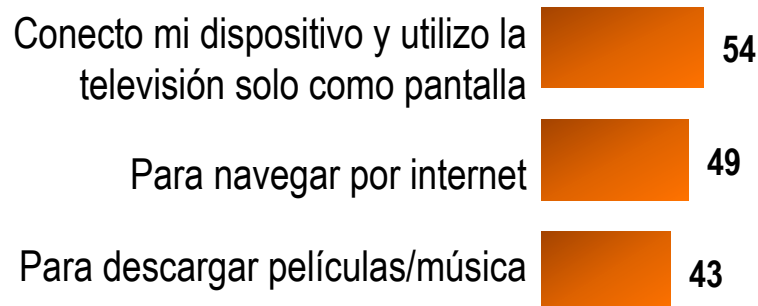 Conecto mi dispositivo y utilizo la
televisión solo como pantalla
54
Para navegar por internet
49
Para descargar películas/música
43